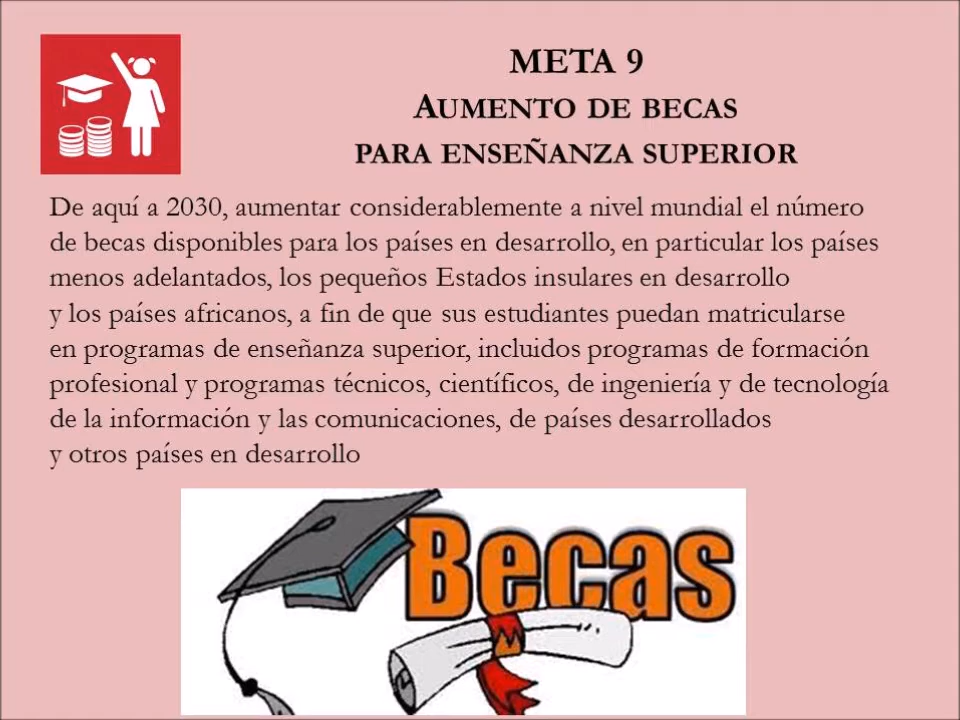 META 9
AUMENTO DE BECAS
PARA ENSEÑANZA SUPERIOR
De aquí a 2030, aumentar considerablemente a nivel mundial el número
de becas disponibles para los países en desarrollo, en particular los países
menos adelantados, los pequeños Estados insulares en desarrollo
y los países africanos, a fin de que sus estudiantes puedan matricularse
en programas de enseñanza superior, incluidos programas de formación
profesional y programas técnicos, científicos, de ingeniería y de tecnología
de la información y las comunicaciones, de países desarrollados
y otros países en desarrollo
Becas